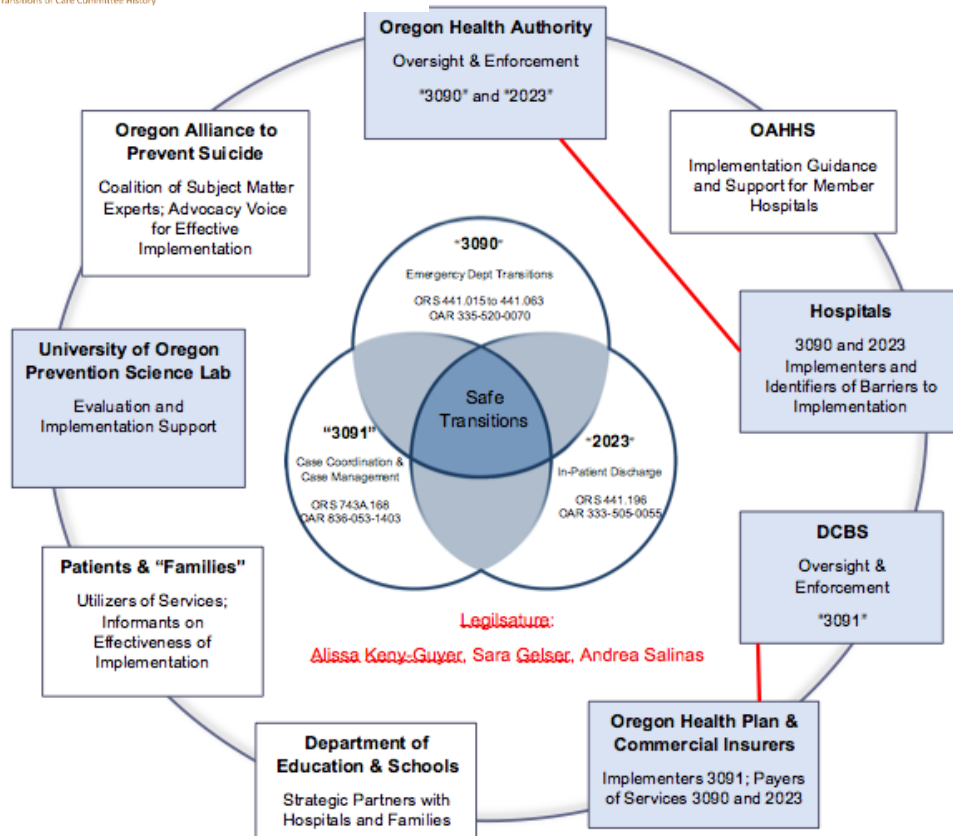 Transitions of Care Committee History
Oregon Health Authority
Oversight & Enforcement
"3090" and "2023"
OAHHS
Implementation Guidance
and Support for Member
Hospitals
Hospitals
3090 and 2023
Implementers and
Identifiers of Barriers to
Implementation
DCBS
Oversight &
Enforcement
"3091"
Oregon Health Plan &
Commercial Insurers
Implementers 3091; Payers
of Services 3090 and 2023
Department of
Education & Schools
Strategic Partners with
Hospitals and Families
Patients & “Families”
Utilizers of Services;
Informants on
Effectiveness of
Implementation
University of Oregon
Prevention Science Lab
Evaluation and
Implementation Support
Oregon Alliance to
Prevent Suicide
Coalition of Subject Matter
Experts; Advocacy Voice
for Effective
Implementation
"3090"
Emergency Dept Transitions
ORS 441.015 to 441.063
OAR 335-520-0070
Safe
Transitions
“3091”
Case Coordination &
Case Management
ORS 743A.168
OAR 836-053-1403
"2023"
In-Patient Discharge
ORS 441.196
OAR 333-505-0055
Legilsature:
Alissa Keny-Guyer, Sara Gelser, Andrea Salinas